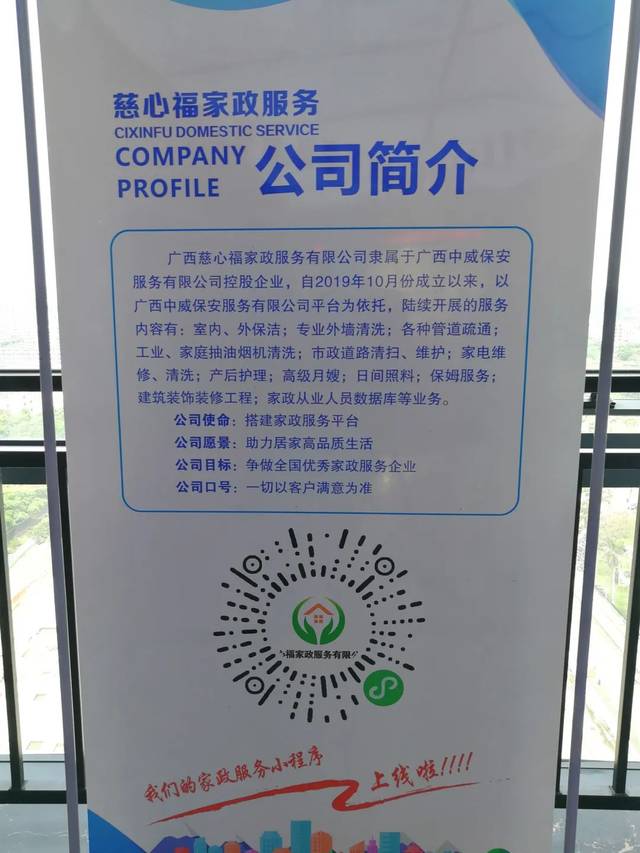 慈心福家政服务
CIXINFU DOMESTIC SERVICE
COMPANY
PROFILE
公司简介
广西慈心福家政服务有限公司隶属于广西中威保安
服务有限公司控股企业，自2019年10月份成立以来，以
广西中威保安服务有限公司平台为依托，陆续开展的服务
内容有：室内、外保洁；专业外墙清洗；各种管道疏通；
工业、家庭抽油烟机清洗；市政道路清扫、维护；家电维
修、清洗；产后护理；高级月嫂；日间照料；保姆服务；
建筑装饰装修工程；家政从业人员数据库等业务。
公司使命：搭建家政服务平台
公司愿景：助力居家高品质生活
公司目标：争做全国优秀家政服务企业
公司口号：一切以客户满意为准
福家政服务有限
我们的家政服务小程序
上线啦!!!!